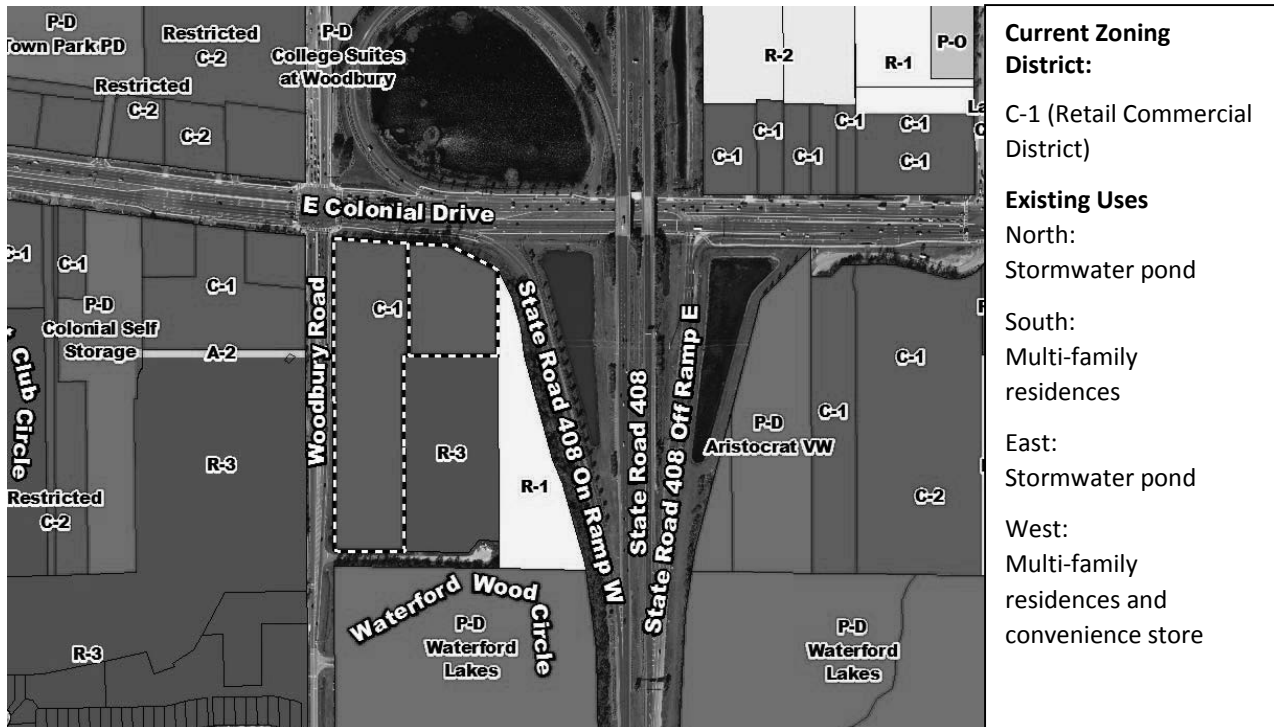 P-D
Town Park PD
Restricted
C-2
P-D
College Suites
at Woodbury
Restricted
C-2
C-2
R-2
R-1
P-O
C-1
C-1
C-1
C-1
C-1
C-1
E Colonial Drive
C-1
C-1
C-1
P-D
Colonial Self
Storage
A-2
Club Circle
R-3
Restricted
C-2
R-3
Woodbury Road
C-1
R-3
R-1
State Road 408 On Ramp W
State Road 408
State Road 408 Off Ramp E
P-D
Aristocrat VW
C-1
C-1
C-2
Waterford Wood Circle
P-D
Waterford
Lakes
P-D
Waterford
Lakes
Current Zoning
District:
C-1 (Retail Commercial
District)
Existing Uses
North:
Stormwater pond
South:
Multi-family
residences
East:
Stormwater pond
West:
Multi-family
residences and
convenience store